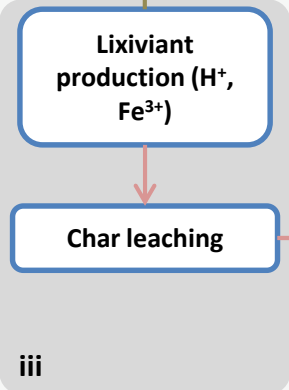 Lixiviant
production (H⁺,
Fe³⁺)
Char leaching
iii